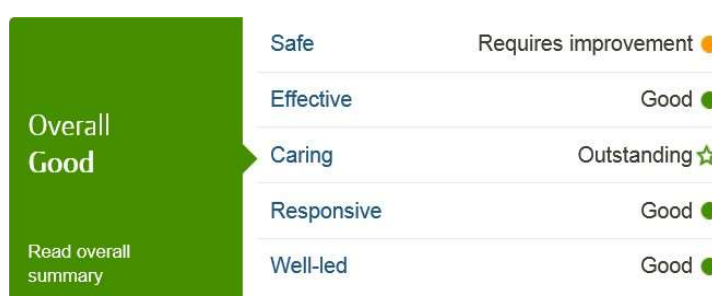 Overall
Good
Read overall
summary
Safe Requires improvement
Effective Good
Caring Outstanding
Responsive Good
Well-led Good